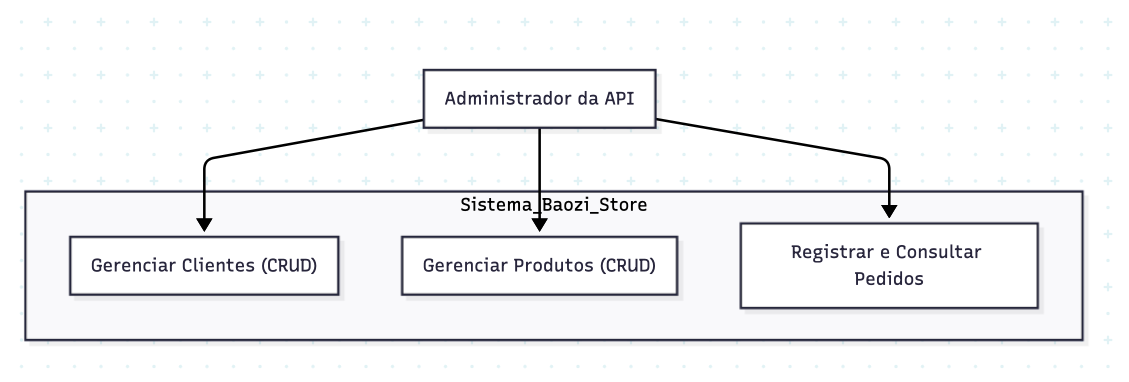 Administrador da API
Sistema_Baozi_Store
Gerenciar Clientes (CRUD)
Gerenciar Produtos (CRUD)
Registrar e Consultar
Pedidos